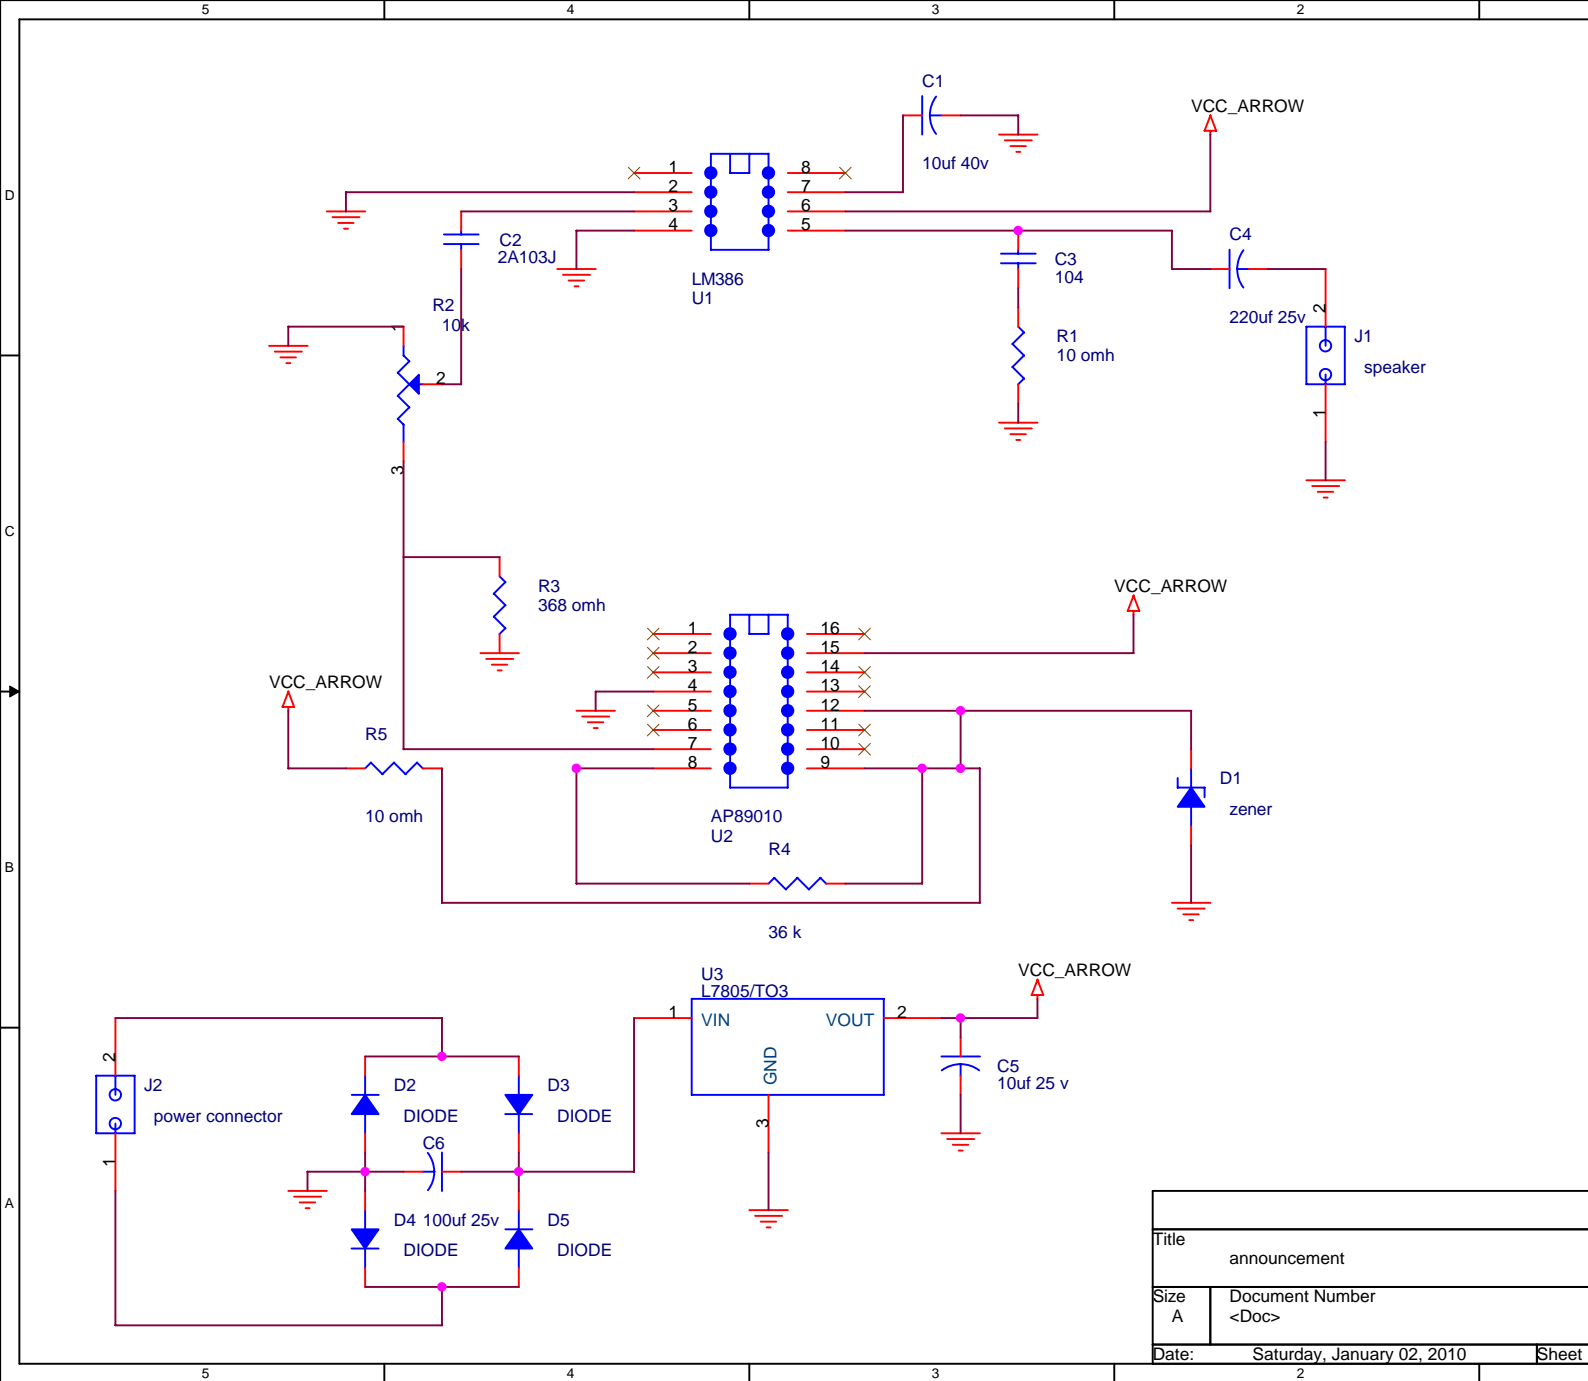 5
4
3
2
D
C
B
A
C1
10uf 40v
VCC_ARROW
1
2
3
4
8
7
6
5
LM386
U1
C2
2A103J
C3
104
C4
220uf 25v
R1
10 omh
2
J1
speaker
1
R2
10k
1
2
3
R3
368 omh
VCC_ARROW
1
2
3
4
5
6
7
8
16
15
14
13
12
11
10
9
AP89010
U2
VCC_ARROW
R5
10 omh
R4
36 k
D1
zener
U3
L7805/TO3
1
VIN
VOUT
2
GND
3
VCC_ARROW
C5
10uf 25 v
2
J2
power connector
1
D2
DIODE
D3
DIODE
C6
100uf 25v
D4
DIODE
D5
DIODE
Title
announcement
Size
A
Document Number
<Doc>
Date:
Saturday, January 02, 2010
Sheet
5
4
3
2